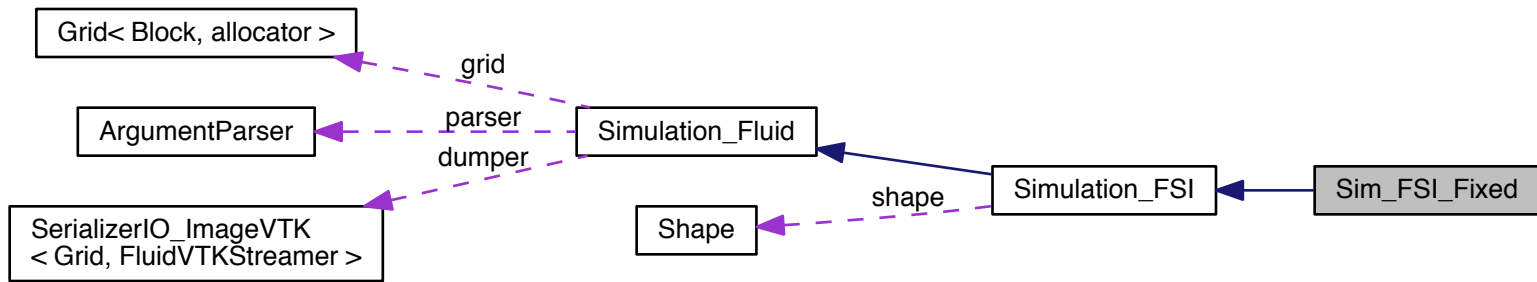 Grid< Block, allocator >
grid
ArgumentParser
parser
Simulation_Fluid
dumper
SerializerIO_ImageVTK
< Grid, FluidVTKStreamer >
Shape
shape
Simulation_FSI
Sim_FSI_Fixed